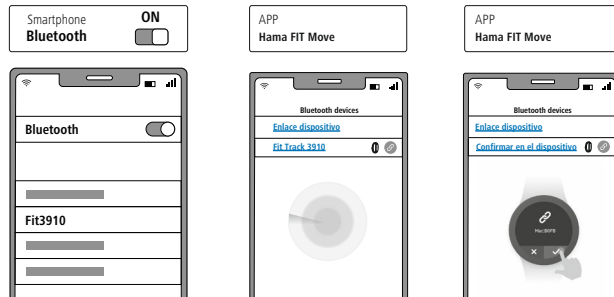 Smartphone
Bluetooth
ON
Bluetooth
Fit3910
APP
Hama FIT Move
Bluetooth devices
Enlace dispositivo
Fit Track 3910
APP
Hama FIT Move
Bluetooth devices
Enlace dispositivo
Confirmar en el dispositivo